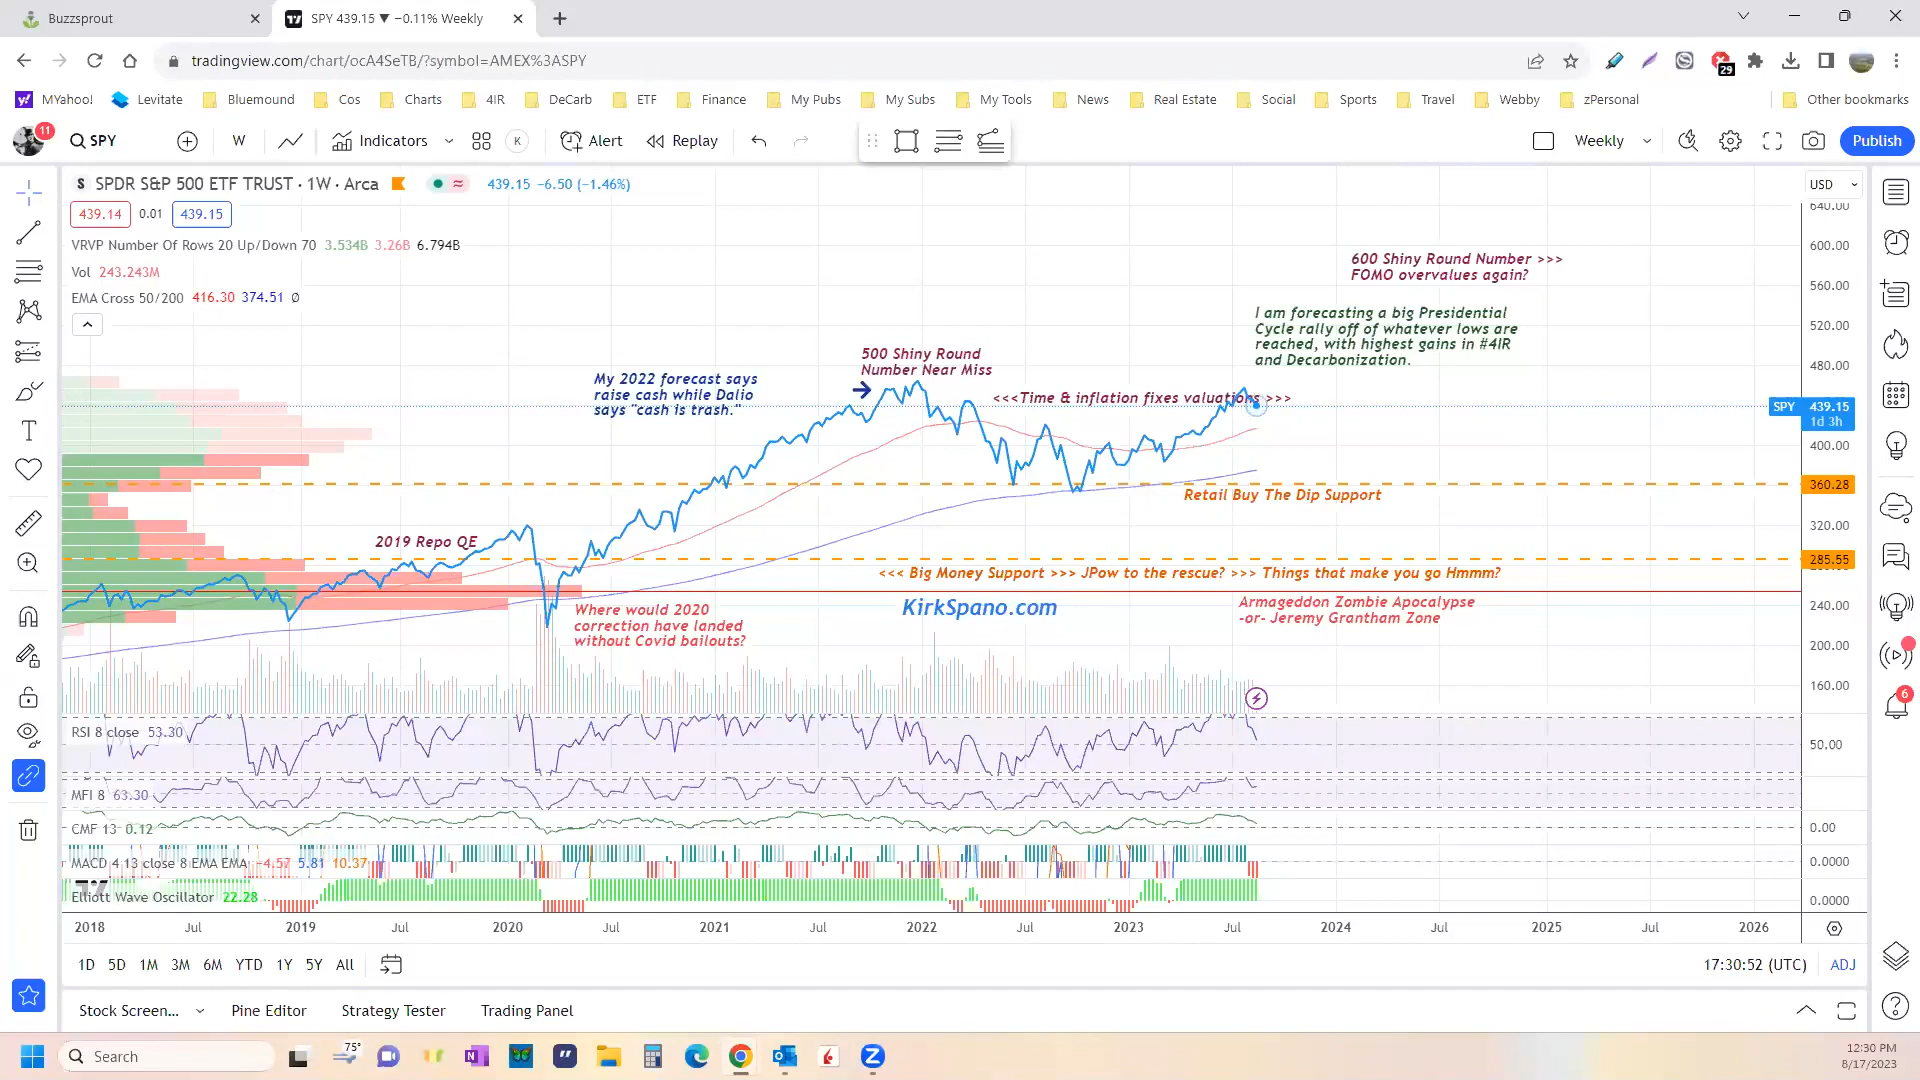 Buzzsprout
SPY 439.15 ▼ −0.11% Weekly
tradingview.com/chart/ocA4SeTB/?symbol=AMEX%3ASPY
29
MYahoo! Levitate Bluemound Cos Charts 4IR DeCarb ETF Finance My Pubs My Subs My Tools News Real Estate Social Sports Travel Webby zPersonal Other bookmarks
11 SPY W Indicators K Alert Replay Weekly Publish
S SPDR S&P 500 ETF TRUST · 1W · Arca 439.15 −6.50 (−1.46%) USD
439.14 0.01 439.15
VRVP Number Of Rows 20 Up/Down 70 3.534B 3.26B 6.794B
Vol 243.243M
EMA Cross 50/200 416.30 374.51 Ø
640.00
600.00
560.00
520.00
480.00
SPY 439.15
1d 3h
400.00
360.28
320.00
285.55
240.00
200.00
160.00
600 Shiny Round Number >>>
FOMO overvalues again?
I am forecasting a big Presidential
Cycle rally off of whatever lows are
reached, with highest gains in #4IR
and Decarbonization.
500 Shiny Round
Number Near Miss
My 2022 forecast says
raise cash while Dalio
says "cash is trash."
<<<Time & inflation fixes valuations >>>
Retail Buy The Dip Support
2019 Repo QE
<<< Big Money Support >>> JPow to the rescue? >>> Things that make you go Hmmm?
KirkSpano.com
Where would 2020
correction have landed
without Covid bailouts?
Armageddon Zombie Apocalypse
-or- Jeremy Grantham Zone
6
RSI 8 close 53.30
50.00
MFI 8 63.30
CMF 13 0.12
0.00
MACD 4 13 close 8 EMA EMA −4.57 5.81 10.37
0.0000
Elliott Wave Oscillator 22.28
0.0000
2018 Jul 2019 Jul 2020 Jul 2021 Jul 2022 Jul 2023 Jul 2024 Jul 2025 Jul 2026
1D 5D 1M 3M 6M YTD 1Y 5Y All 17:30:52 (UTC) ADJ
Stock Screen... Pine Editor Strategy Tester Trading Panel
Search 75°
12:30 PM
8/17/2023